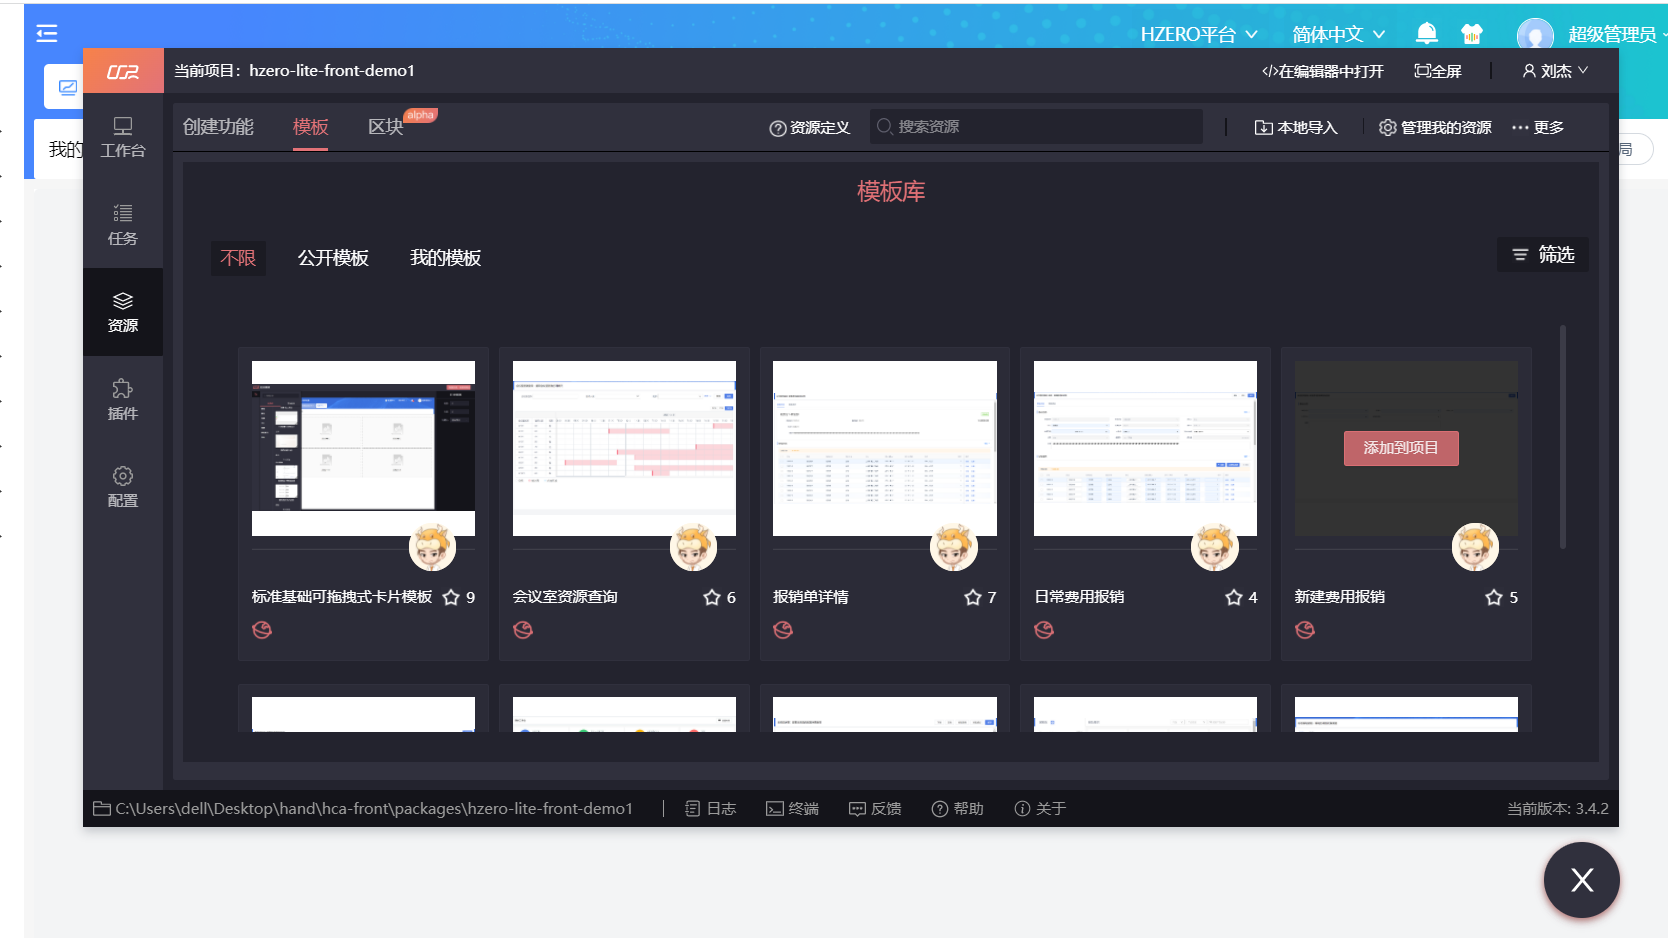 HZERO平台
简体中文
超级管理员
当前项目：hzero-lite-front-demo1
</>在编辑器中打开
全屏
刘杰
我的
局
工作台
任务
资源
插件
配置
创建功能
模板
区块
alpha
资源定义
搜索资源
本地导入
管理我的资源
更多
模板库
不限
公开模板
我的模板
筛选
添加到项目
标准基础可拖拽式卡片模板
9
会议室资源查询
6
报销单详情
7
日常费用报销
4
新建费用报销
5
C:\Users\dell\Desktop\hand\hca-front\packages\hzero-lite-front-demo1
日志
终端
反馈
帮助
关于
当前版本: 3.4.2
X